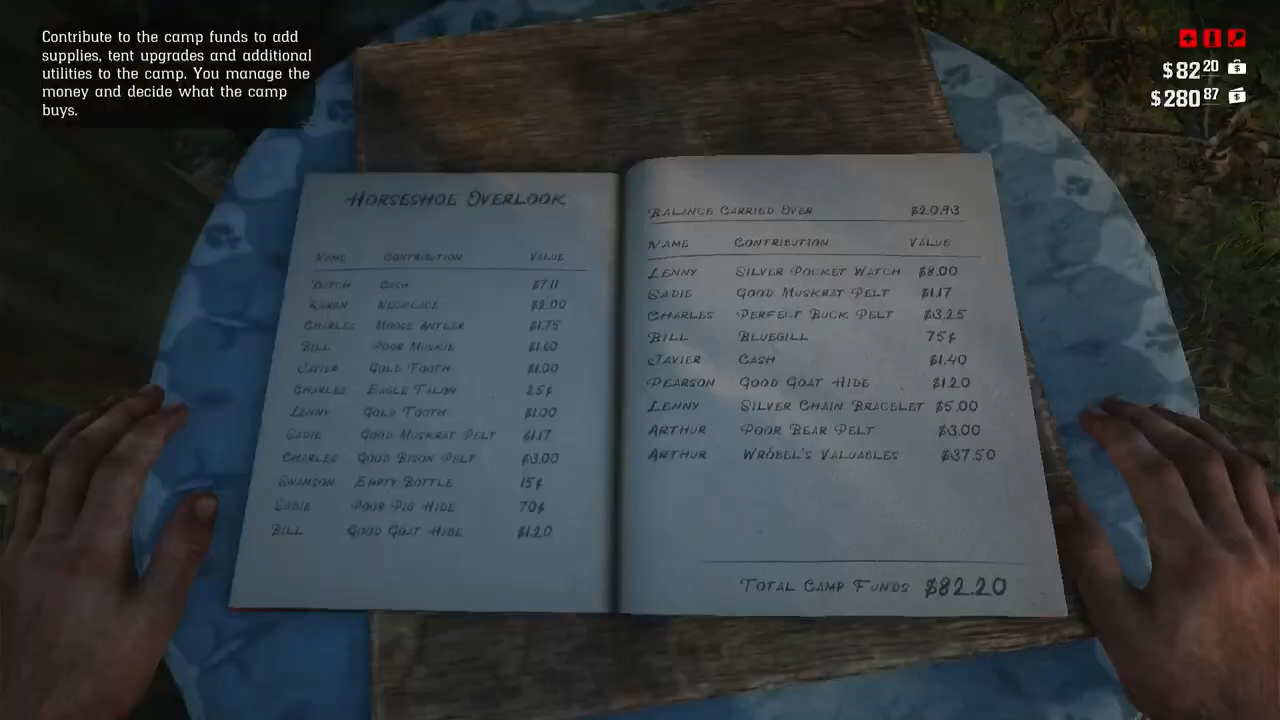 Contribute to the camp funds to add
supplies, tent upgrades and additional
utilities to the camp. You manage the
money and decide what the camp
buys.
$82 20
$280 87
HORSESHOE OVERLOOK
NAME CONTRIBUTION VALUE
DUTCH CASH $7.11
KAREN NECKLACE $2.00
CHARLES MOOSE ANTLER $1.75
BILL POOR MUSKIE $1.60
JAVIER GOLD TOOTH $1.00
CHARLES EAGLE TALON 25¢
LENNY GOLD TOOTH $1.00
SADIE GOOD MUSKRAT PELT $1.17
CHARLES GOOD BISON PELT $3.00
SWANSON EMPTY BOTTLE 15¢
SADIE POOR PIG HIDE 70¢
BILL GOOD GOAT HIDE $1.20
BALANCE CARRIED OVER $20.93
NAME CONTRIBUTION VALUE
LENNY SILVER POCKET WATCH $8.00
SADIE GOOD MUSKRAT PELT $1.17
CHARLES PERFECT BUCK PELT $3.25
BILL BLUEGILL 75¢
JAVIER CASH $1.40
PEARSON GOOD GOAT HIDE $1.20
LENNY SILVER CHAIN BRACELET $5.00
ARTHUR POOR BEAR PELT $3.00
ARTHUR WRÓBEL'S VALUABLES $37.50
TOTAL CAMP FUNDS $82.20